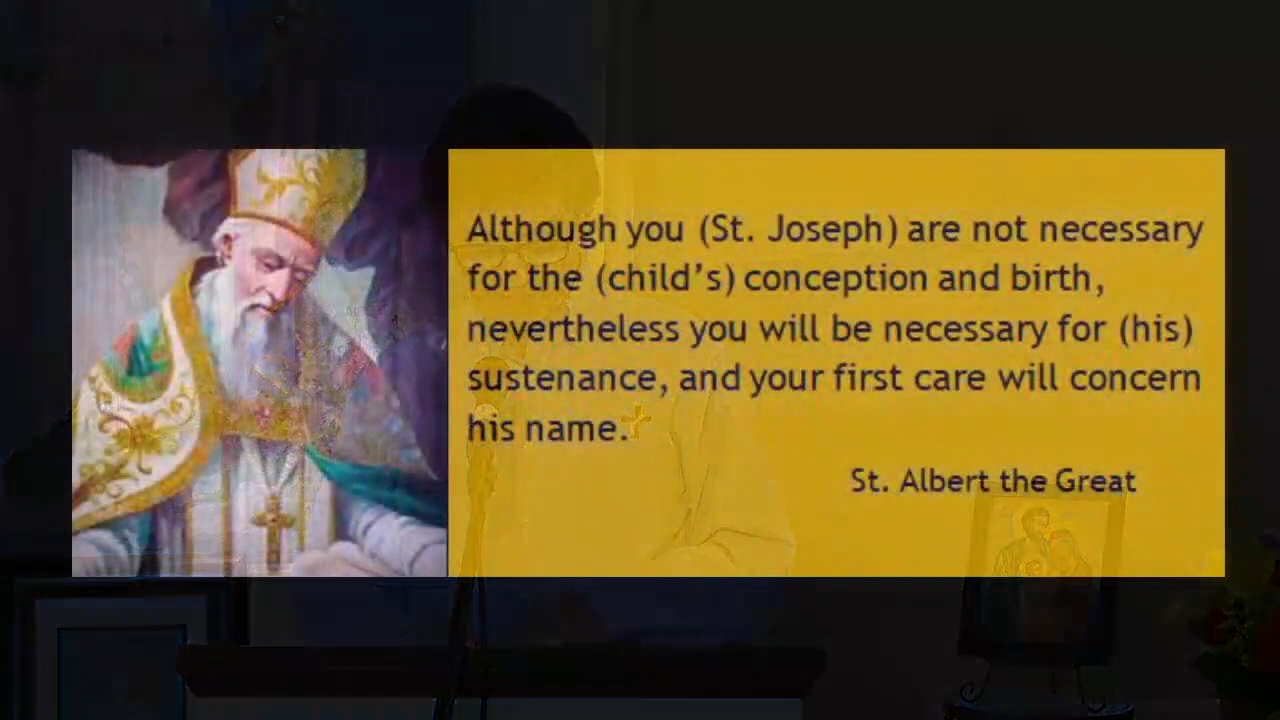 Although you (St. Joseph) are not necessary
for the (child's) conception and birth,
nevertheless you will be necessary for (his)
sustenance, and your first care will concern
his name.
St. Albert the Great